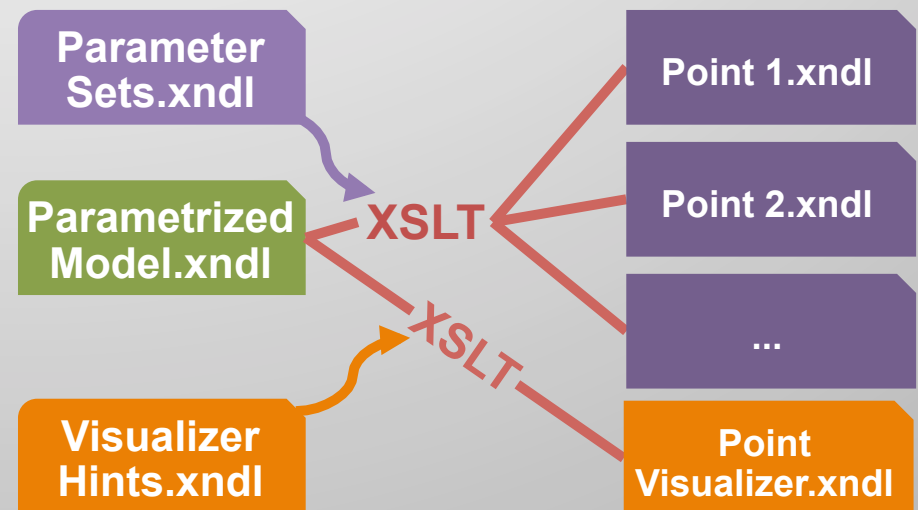 Parameter
Sets.xndl
Parametrized
Model.xndl
Visualizer
Hints.xndl
XSLT
XSLT
Point 1.xndl
Point 2.xndl
...
Point
Visualizer.xndl